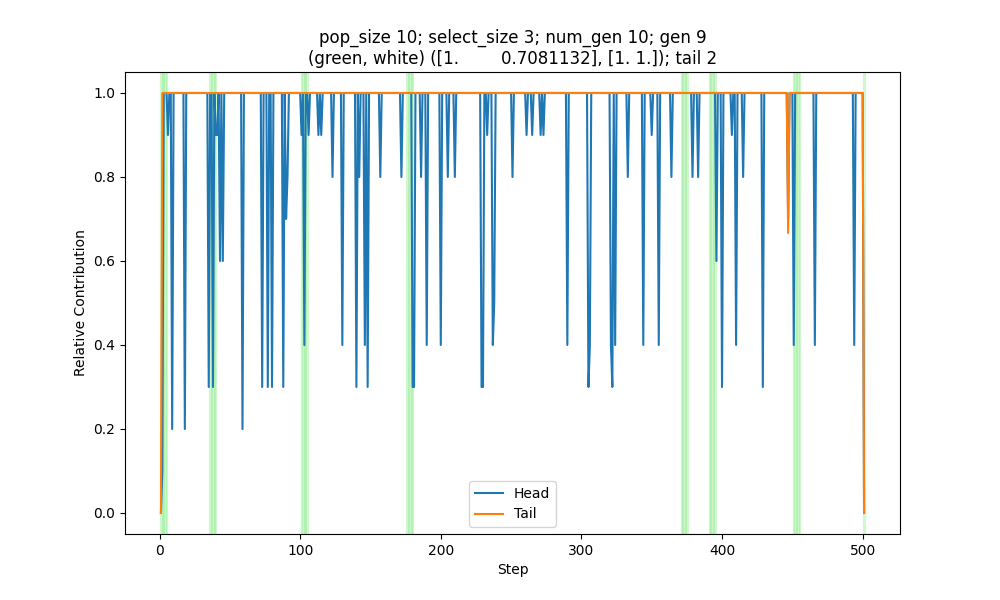 pop_size 10; select_size 3; num_gen 10; gen 9
(green, white) ([1.        0.7081132], [1. 1.]); tail 2
1.0
0.8
0.6
0.4
0.2
0.0
Relative Contribution
Head
Tail
0
100
200
300
400
500
Step